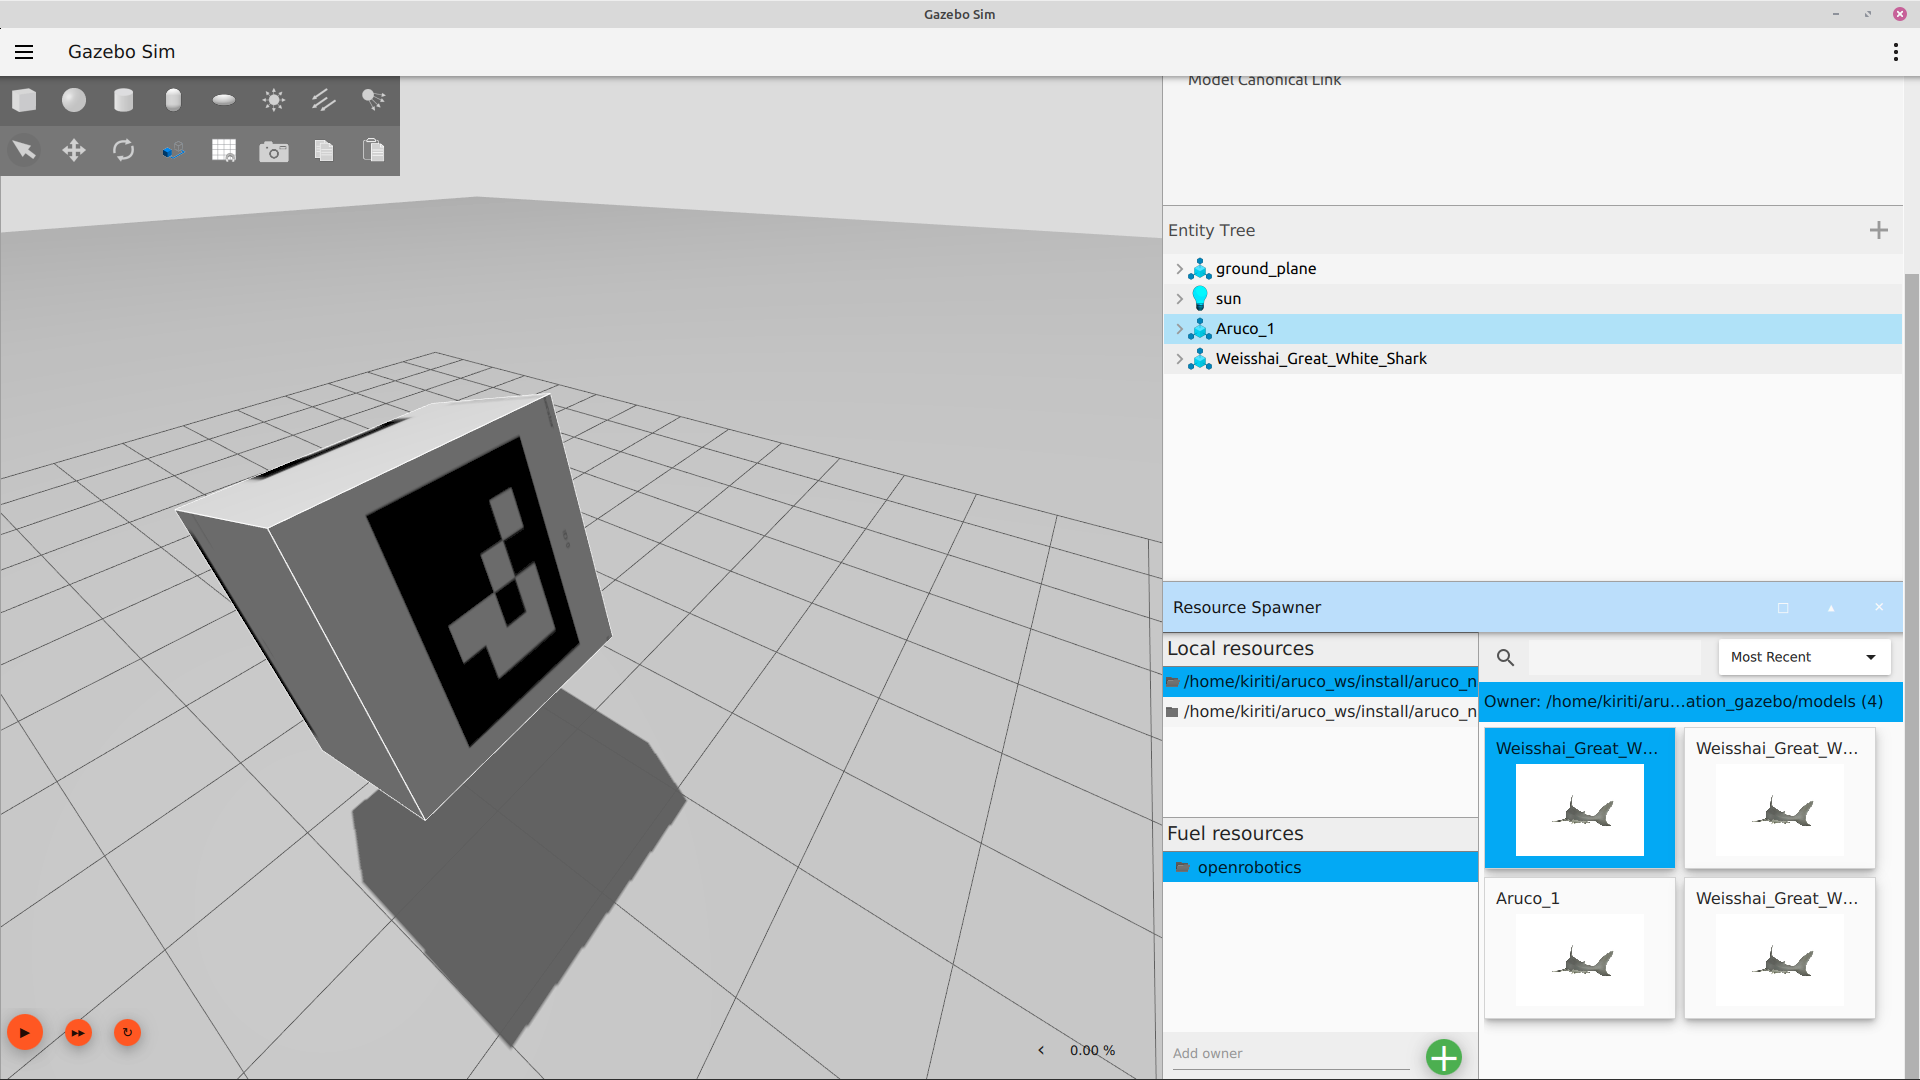 Gazebo Sim
Gazebo Sim
Model Canonical Link
Entity Tree
ground_plane
sun
Aruco_1
Weisshai_Great_White_Shark
Resource Spawner
Local resources
/home/kiriti/aruco_ws/install/aruco_n
/home/kiriti/aruco_ws/install/aruco_n
Fuel resources
openrobotics
Add owner
Most Recent
Owner: /home/kiriti/aru...ation_gazebo/models (4)
Weisshai_Great_W...
Weisshai_Great_W...
Aruco_1
Weisshai_Great_W...
0.00 %